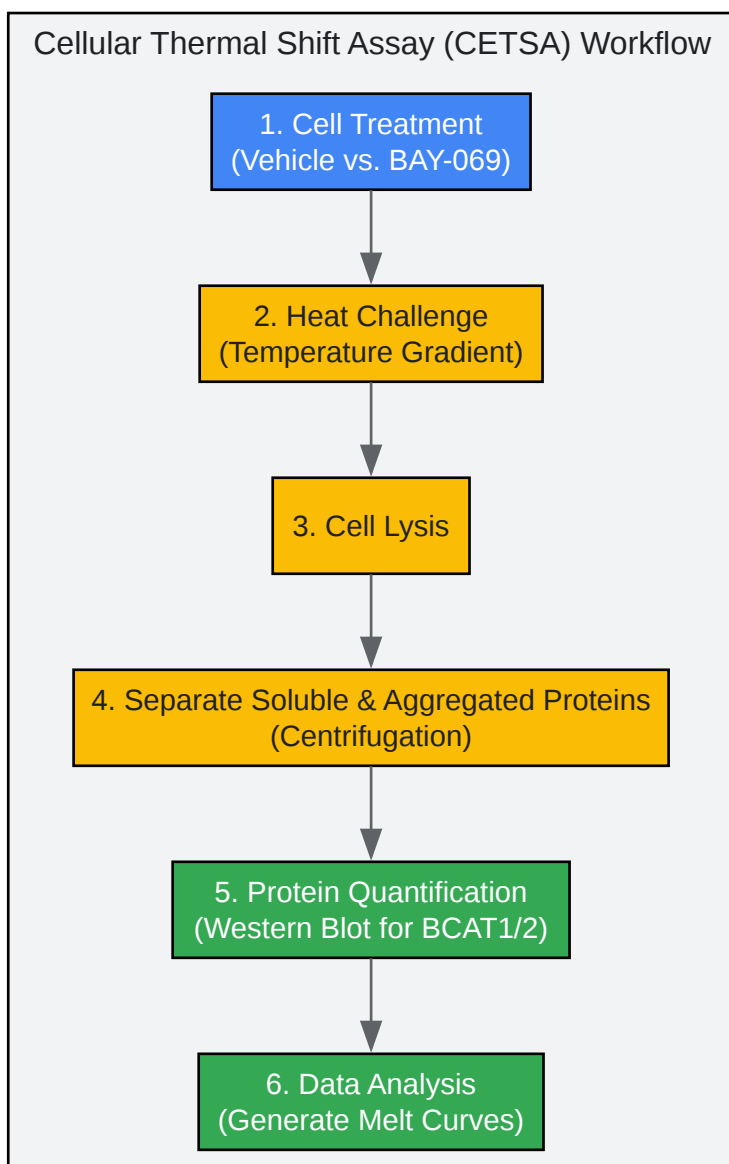 Cellular Thermal Shift Assay (CETSA) Workflow
1. Cell Treatment
(Vehicle vs. BAY-069)
2. Heat Challenge
(Temperature Gradient)
3. Cell Lysis
4. Separate Soluble & Aggregated Proteins
(Centrifugation)
5. Protein Quantification
(Western Blot for BCAT1/2)
6. Data Analysis
(Generate Melt Curves)